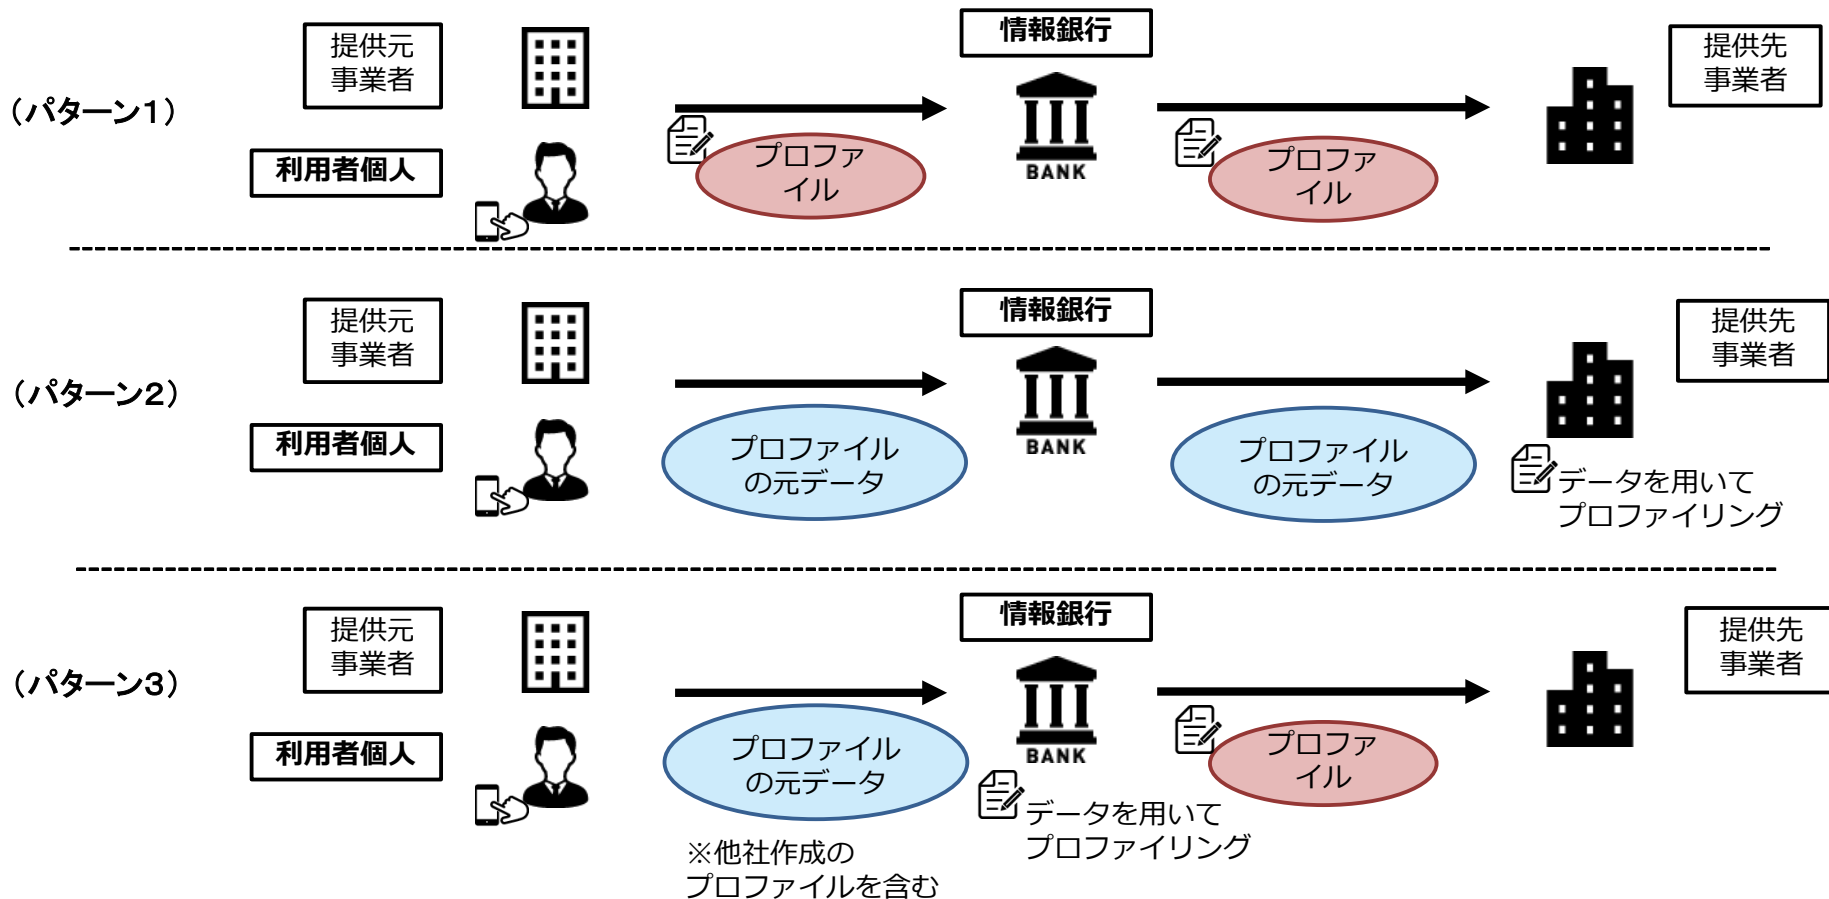 (パターン1)
提供元
事業者
利用者個人
プロファ
イル
情報銀行
BANK
プロファ
イル
提供先
事業者
(パターン2)
提供元
事業者
利用者個人
プロファイル
の元データ
情報銀行
BANK
プロファイル
の元データ
提供先
事業者
データを用いて
プロファイリング
(パターン3)
提供元
事業者
利用者個人
プロファイル
の元データ
※他社作成の
プロファイルを含む
情報銀行
BANK
データを用いて
プロファイリング
プロファ
イル
提供先
事業者